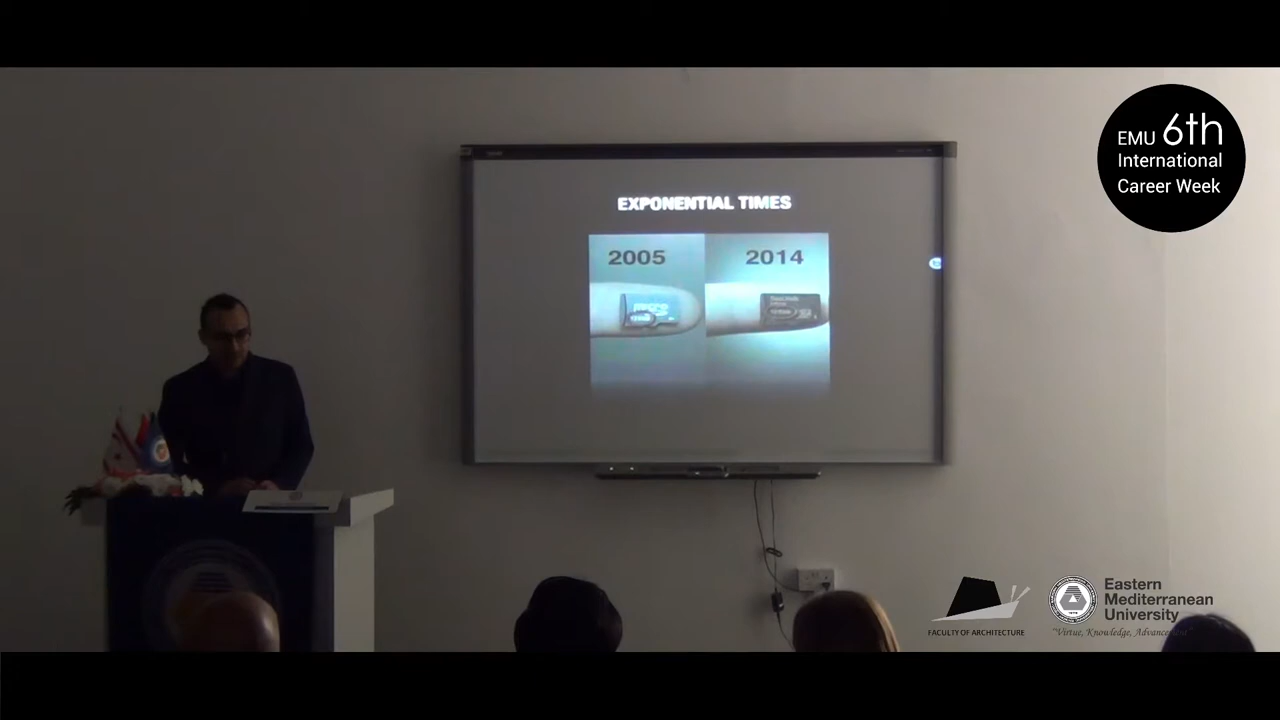 EMU 6th
International
Career Week
EXPONENTIAL TIMES
2005
2014
FACULTY OF ARCHITECTURE
Eastern
Mediterranean
University
"Virtue, Knowledge, Advancement"